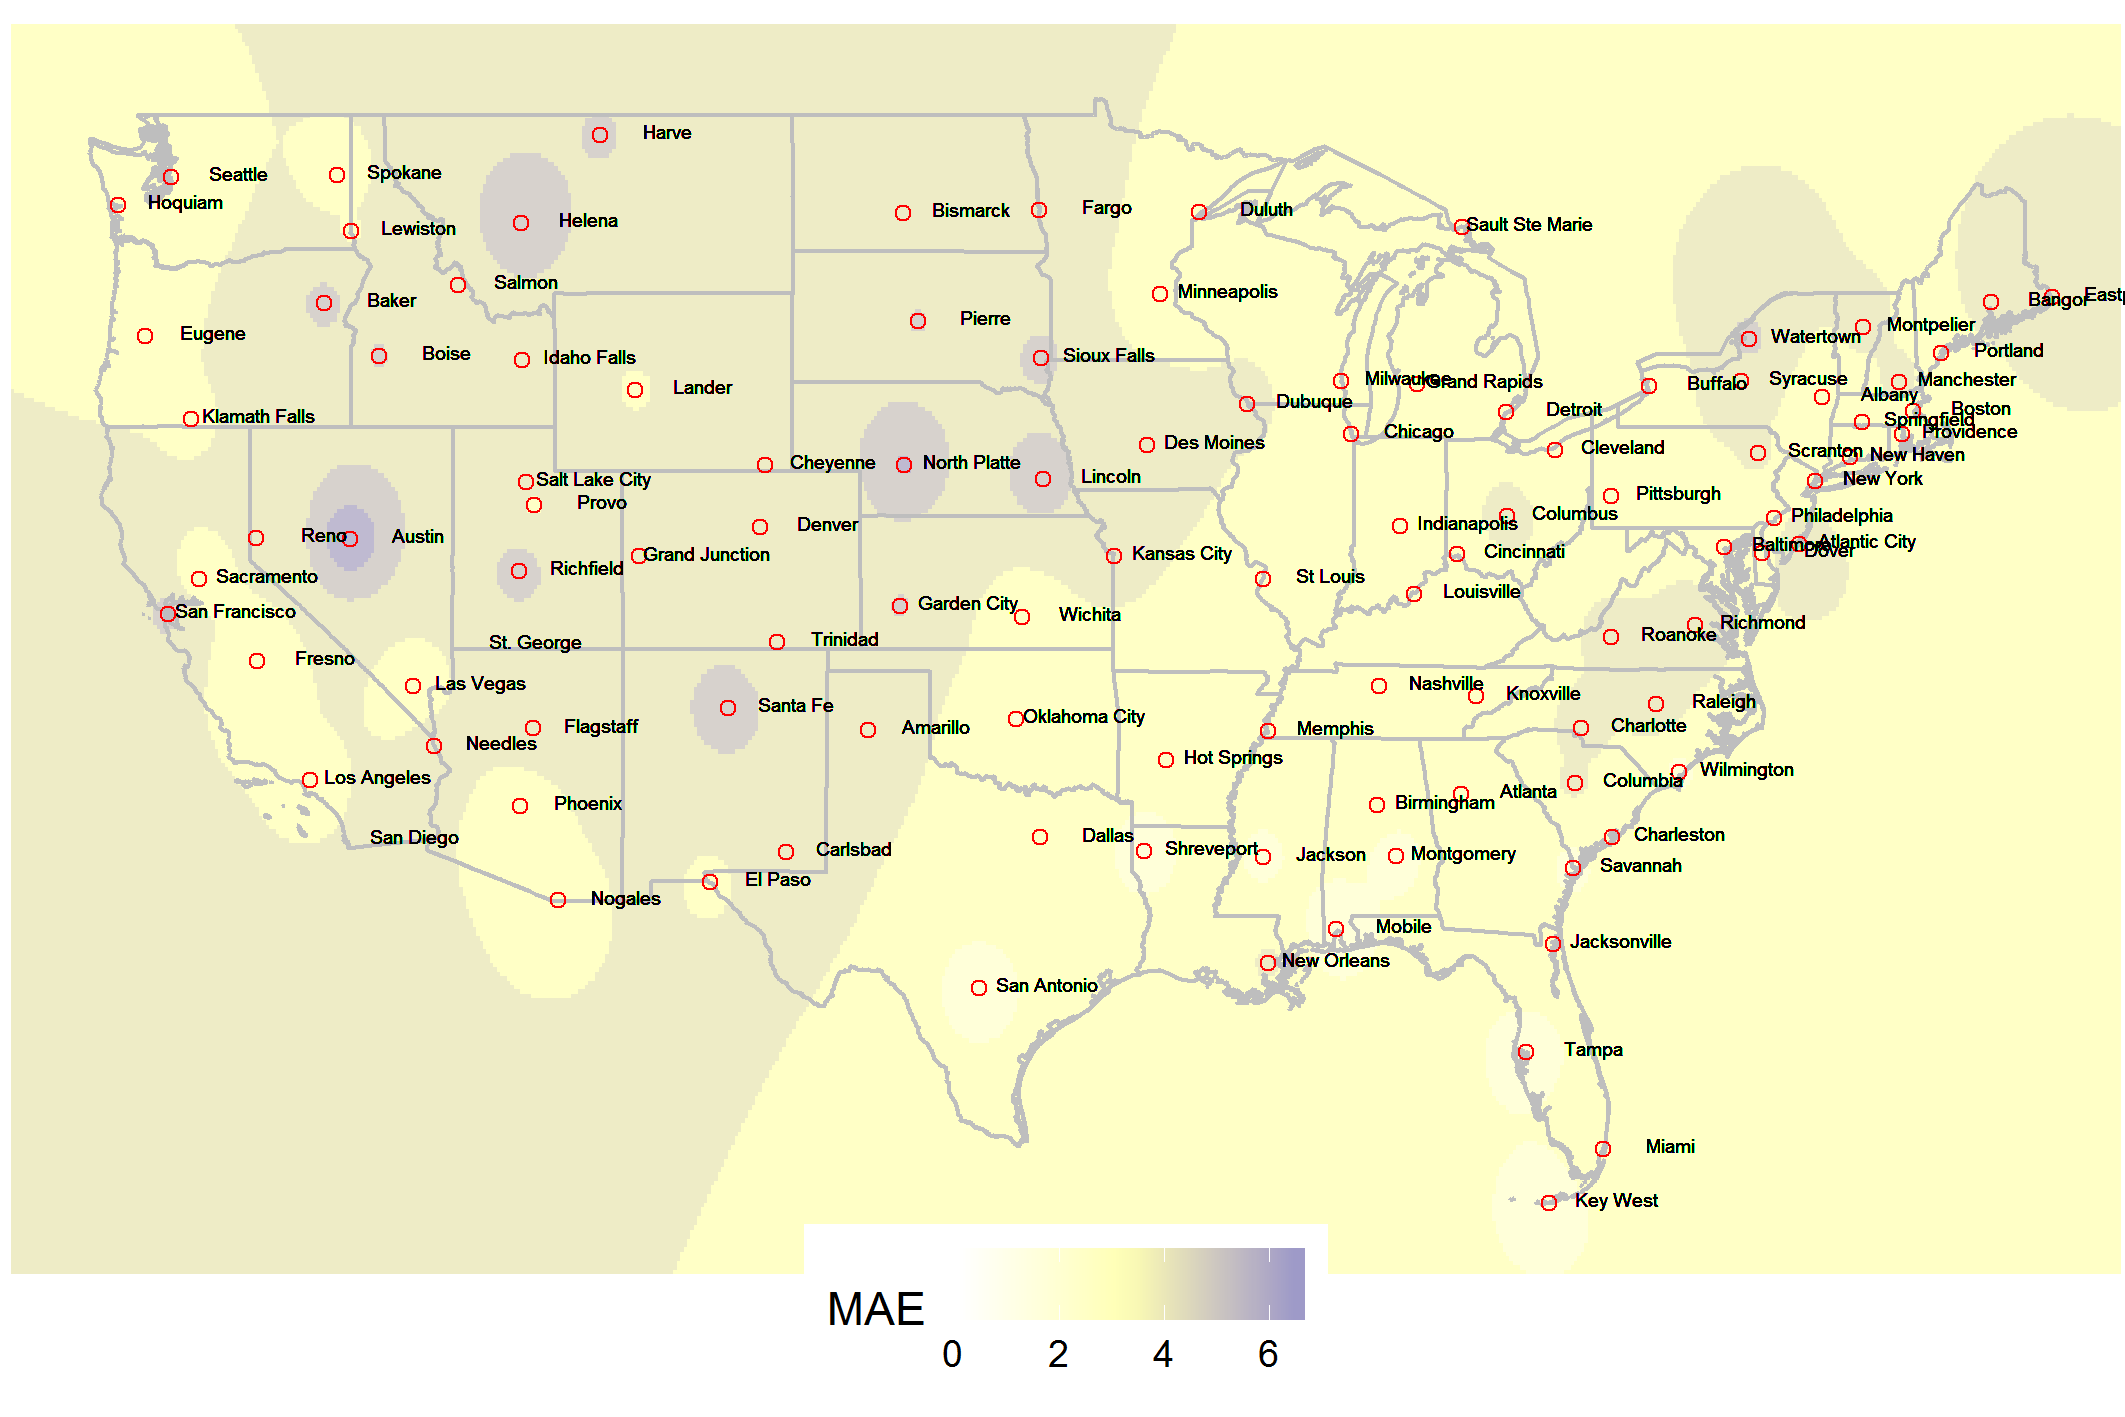 Harve
Seattle
Spokane
Hoquiam
Bismarck
Fargo
Duluth
Helena
Lewiston
Sault Ste Marie
Salmon
Minneapolis
Baker
Bangor
Eastp
Pierre
Montpelier
Eugene
Watertown
Boise
Idaho Falls
Sioux Falls
Portland
Lander
Milwaukee
Grand Rapids
Buffalo
Syracuse
Manchester
Albany
Dubuque
Detroit
Boston
Klamath Falls
Springfield
Chicago
Providence
Des Moines
Cleveland
Scranton
New Haven
Cheyenne
North Platte
Salt Lake City
Lincoln
New York
Provo
Pittsburgh
Denver
Indianapolis
Columbus
Philadelphia
Reno
Austin
Atlantic City
Baltimore
Dover
Grand Junction
Kansas City
Cincinnati
Richfield
Sacramento
St Louis
Louisville
San Francisco
Garden City
Wichita
Richmond
St. George
Trinidad
Roanoke
Fresno
Las Vegas
Nashville
Knoxville
Santa Fe
Raleigh
Oklahoma City
Flagstaff
Amarillo
Memphis
Charlotte
Needles
Hot Springs
Los Angeles
Wilmington
Columbia
Phoenix
Birmingham
Atlanta
San Diego
Dallas
Charleston
Carlsbad
Shreveport
Jackson
Montgomery
El Paso
Savannah
Nogales
Mobile
Jacksonville
New Orleans
San Antonio
Tampa
Miami
Key West
MAE
0 2 4 6